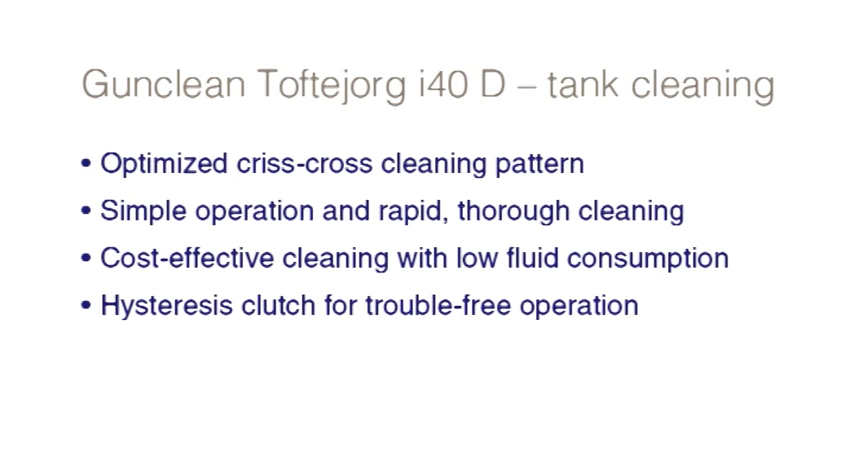 Gunclean Toftejorg i40 D – tank cleaning
• Optimized criss-cross cleaning pattern
• Simple operation and rapid, thorough cleaning
• Cost-effective cleaning with low fluid consumption
• Hysteresis clutch for trouble-free operation